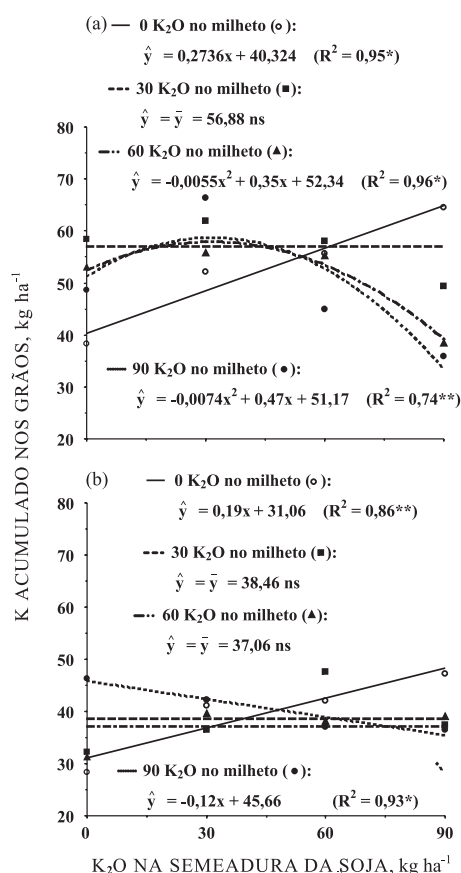 (a) 0 K₂O no milheto (○):
ŷ = 0,2736x + 40,324 (R² = 0,95*)
30 K₂O no milheto (■):
ŷ = ȳ = 56,88 ns
60 K₂O no milheto (▲):
ŷ = -0,0055x² + 0,35x + 52,34 (R² = 0,96*)
80
70
60
50
40
30
20
90 K₂O no milheto (●):
ŷ = -0,0074x² + 0,47x + 51,17 (R² = 0,74**)
K ACUMULADO NOS GRÃOS, kg ha⁻¹
(b) 0 K₂O no milheto (○):
ŷ = 0,19x + 31,06 (R² = 0,86**)
30 K₂O no milheto (■):
ŷ = ȳ = 38,46 ns
60 K₂O no milheto (▲):
ŷ = ȳ = 37,06 ns
80
70
60
50
40
30
20
90 K₂O no milheto (●):
ŷ = -0,12x + 45,66 (R² = 0,93*)
0 30 60 90
K₂O NA SEMEADURA DA SOJA, kg ha⁻¹